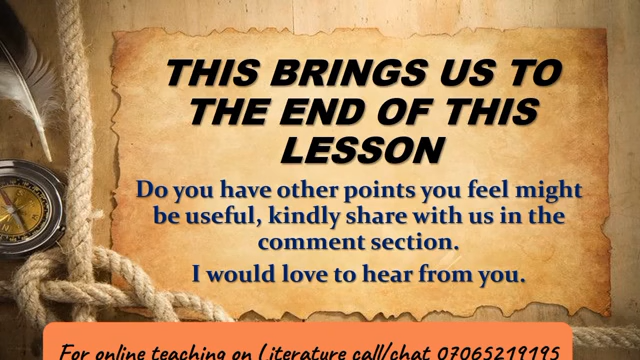 THIS BRINGS US TO
THE END OF THIS
LESSON
Do you have other points you feel might
be useful, kindly share with us in the
comment section.
I would love to hear from you.
For online teaching on Literature call/chat 07065219195